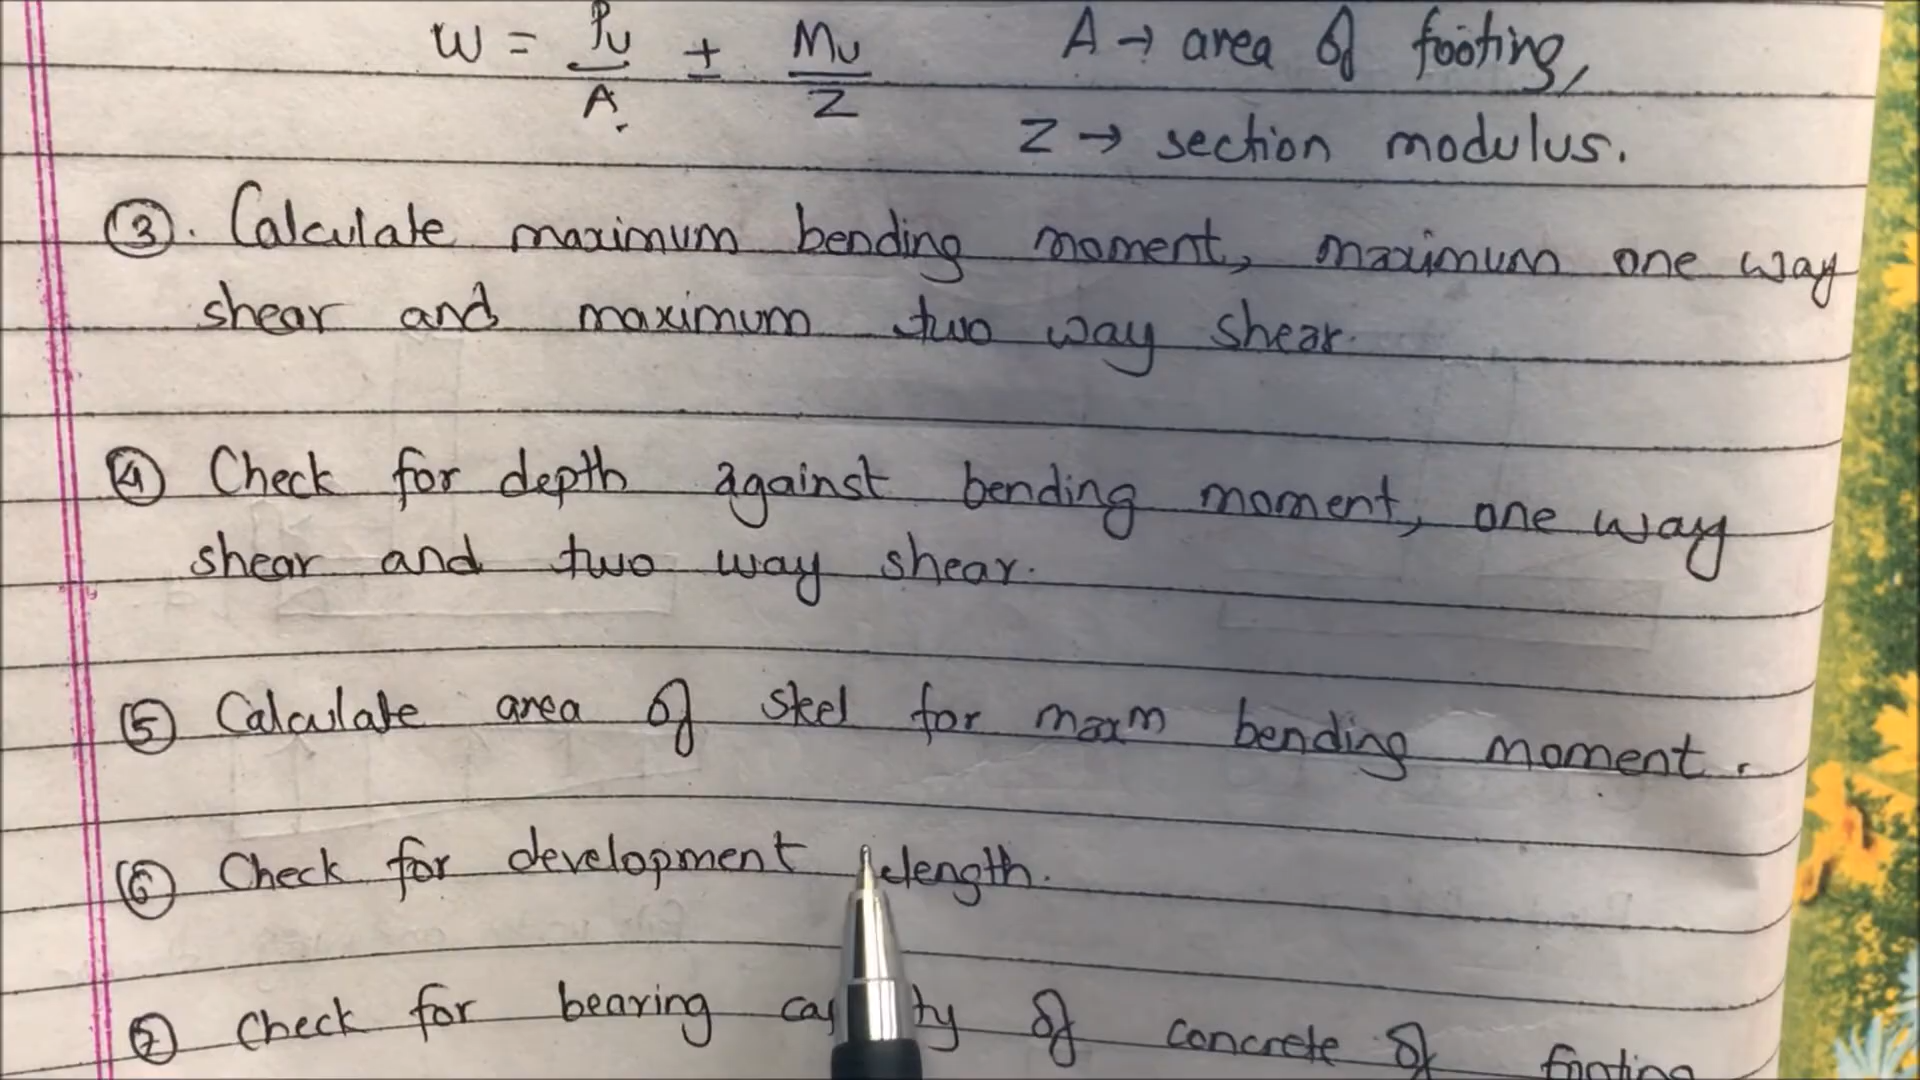 W = Pu/A ± Mu/Z A → area of footing,
Z → section modulus.
③. Calculate maximum bending moment, maximum one way
shear and maximum two way shear.
④ Check for depth against bending moment, one way
shear and two way shear.
⑤ Calculate area of steel for maxm bending moment.
⑥ Check for development length.
⑦ Check for bearing of concrete of footing